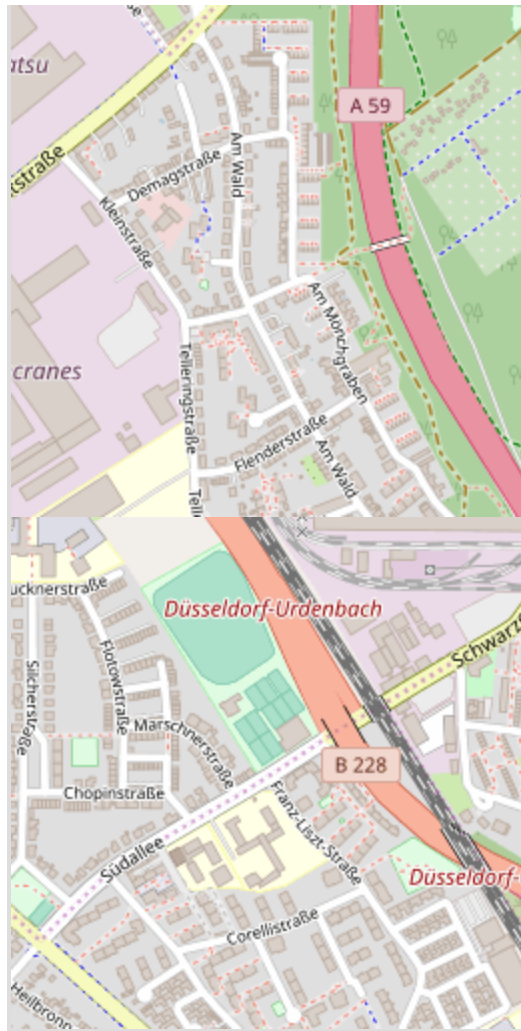 atsu
A 59
kstraße
Am Wald
Demagstraße
Kleinstraße
Am Mönchgraben
cranes
Telleringstraße
Flenderstraße
Am Wald
Telle
Düsseldorf-Urdenbach
ucknerstraße
Schwarz
Silcherstraße
Flotowstraße
Marschnerstraße
B 228
Chopinstraße
Franz-Liszt-Straße
Südallee
Düsseldorf-
Corellistraße
Heilbronn